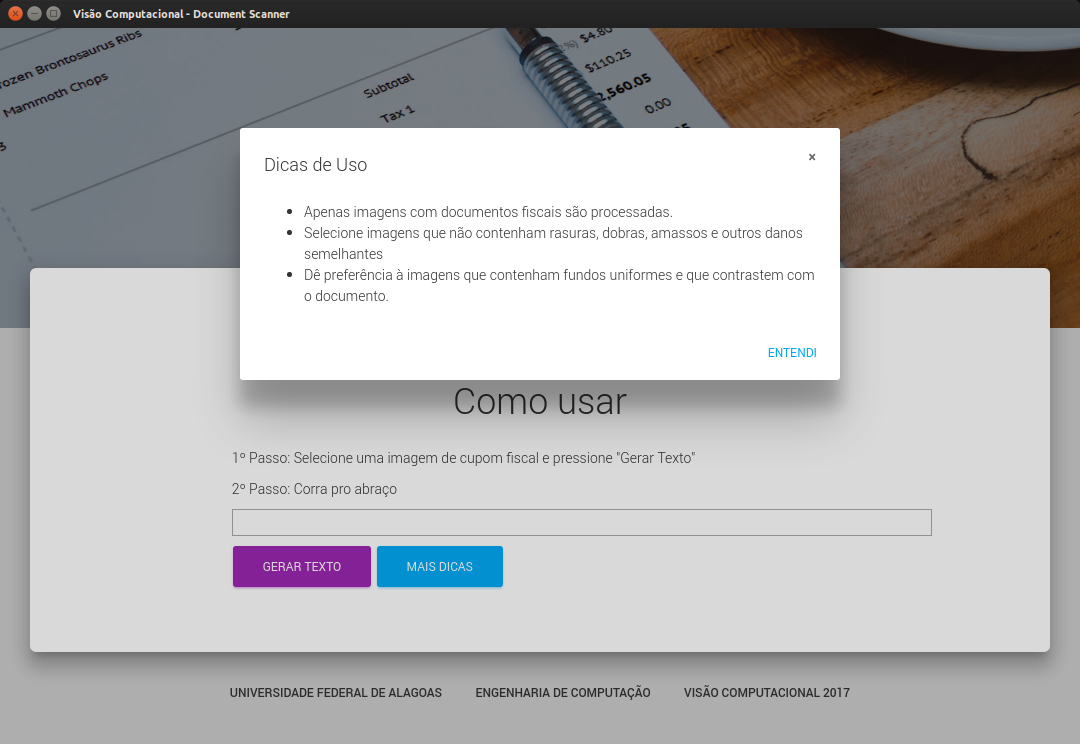 Visão Computacional - Document Scanner
rozen Brontosaurus Ribs
Mammoth Chops
3
Subtotal
Tax 1
%) $4.80
$110.25
2,560.05
0.00
Dicas de Uso
×
Apenas imagens com documentos fiscais são processadas.
Selecione imagens que não contenham rasuras, dobras, amassos e outros danos
semelhantes
Dê preferência à imagens que contenham fundos uniformes e que contrastem com
o documento.
ENTENDI
Como usar
1º Passo: Selecione uma imagem de cupom fiscal e pressione "Gerar Texto"
2º Passo: Corra pro abraço
GERAR TEXTO
MAIS DICAS
UNIVERSIDADE FEDERAL DE ALAGOAS
ENGENHARIA DE COMPUTAÇÃO
VISÃO COMPUTACIONAL 2017